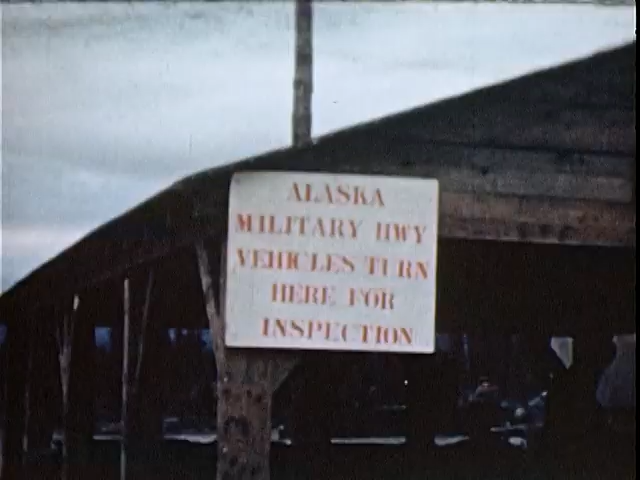 ALASKA
MILITARY HWY
VEHICLES TURN
HERE FOR
INSPECTION